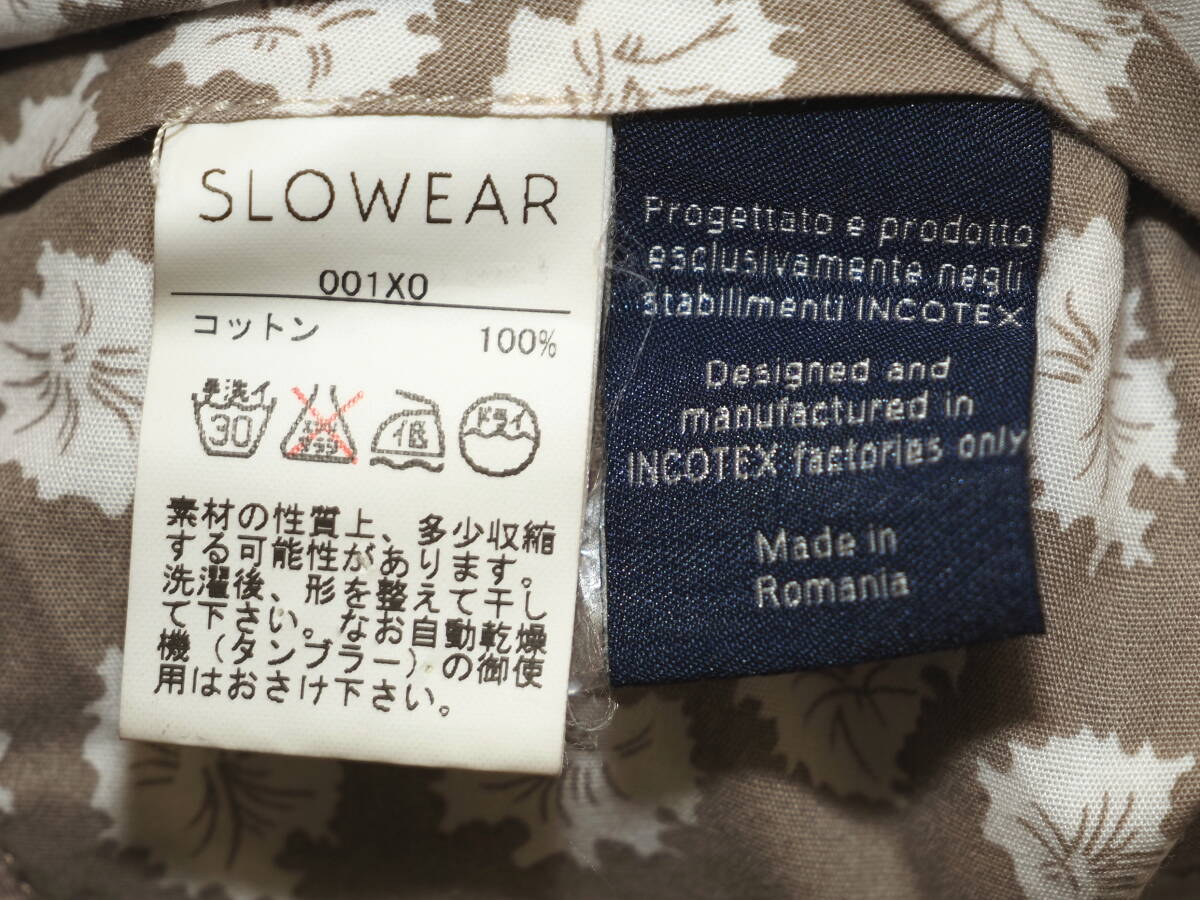 SLOWEAR
001X0
コットン 100%
手洗イ
30
低
ドライ
素材の性質上、多少収縮
する可能性があります。
洗濯後、形を整えて干し
て下さい。なお自動乾燥
機（タンブラー）の御使
用はおさけ下さい。
Progettato e prodotto
esclusivamente negli
stabilimenti INCOTEX
Designed and
manufactured in
INCOTEX factories only
Made in
Romania